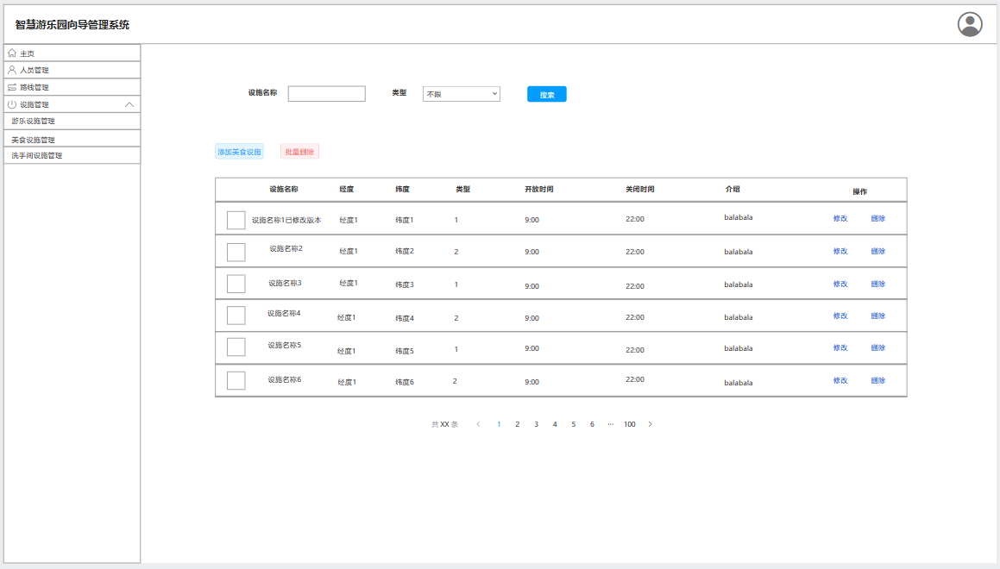 智慧游乐园向导管理系统
主页
人员管理
路线管理
设施管理
游乐设施管理
美食设施管理
洗手间设施管理
设施名称 类型 不限 搜索
添加美食设施 批量删除
设施名称 经度 纬度 类型 开放时间 关闭时间 介绍 操作
设施名称1已修改版本 经度1 纬度1 1 9:00 22:00 balabala 修改 删除
设施名称2 经度1 纬度2 2 9:00 22:00 balabala 修改 删除
设施名称3 经度1 纬度3 1 9:00 22:00 balabala 修改 删除
设施名称4 经度1 纬度4 2 9:00 22:00 balabala 修改 删除
设施名称5 经度1 纬度5 1 9:00 22:00 balabala 修改 删除
设施名称6 经度1 纬度6 2 9:00 22:00 balabala 修改 删除
共 XX 条 < 1 2 3 4 5 6 ··· 100 >